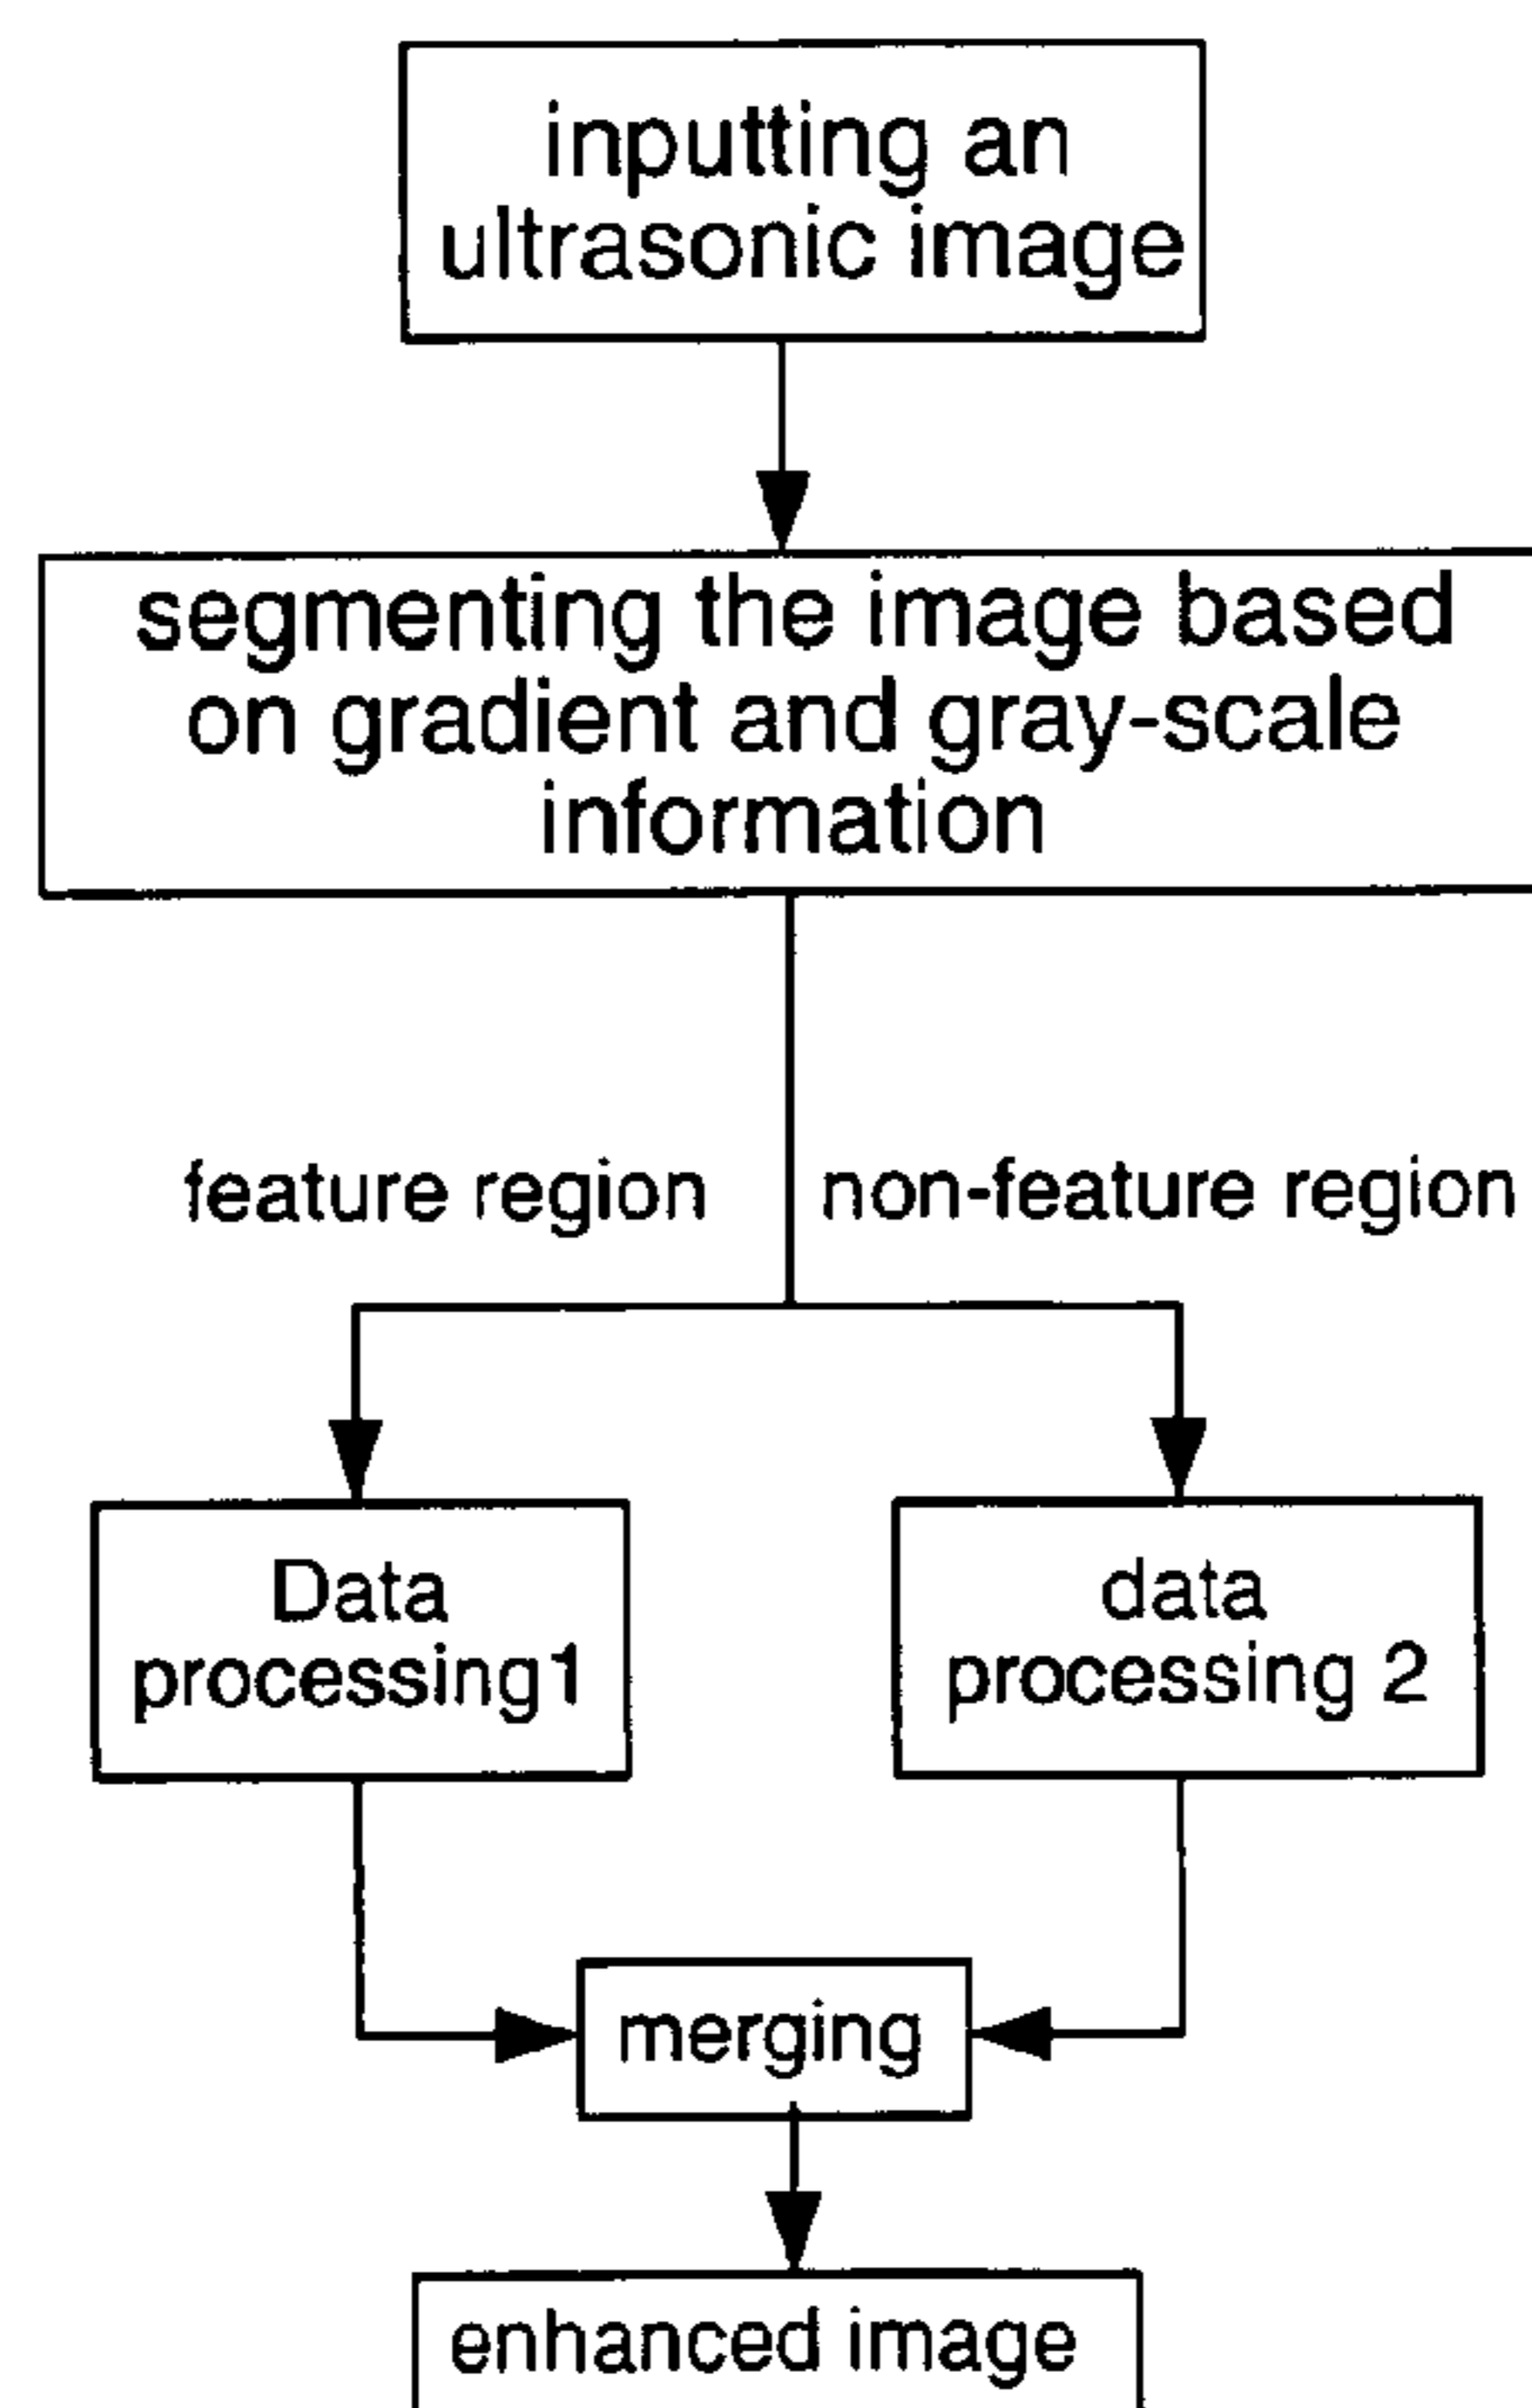 inputting an
ultrasonic image
segmenting the image based
on gradient and gray-scale
information
feature region
non-feature region
Data
processing1
data
processing 2
merging
enhanced image